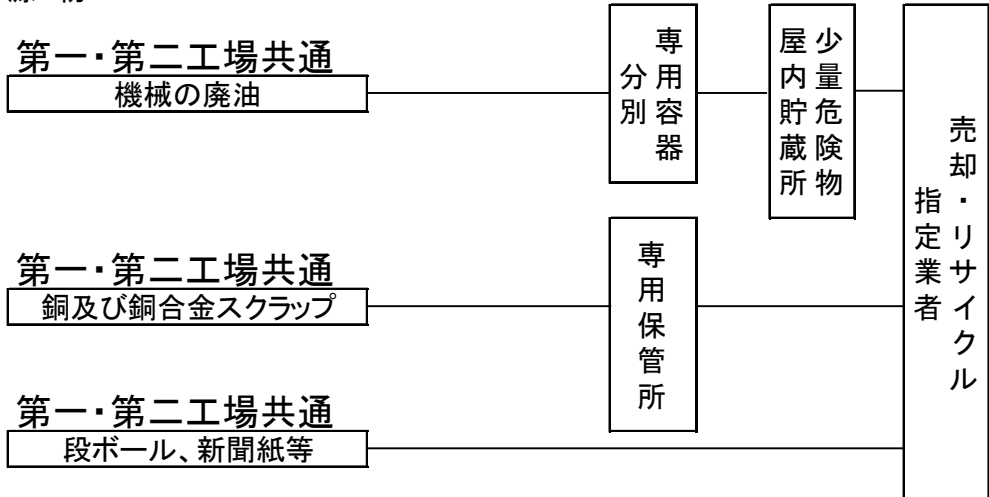 第一・第二工場共通
機械の廃油
専用容器
分別
少量危険物
屋内貯蔵所
売却・リサイクル
指定業者
第一・第二工場共通
銅及び銅合金スクラップ
専用保管所
第一・第二工場共通
段ボール、新聞紙等